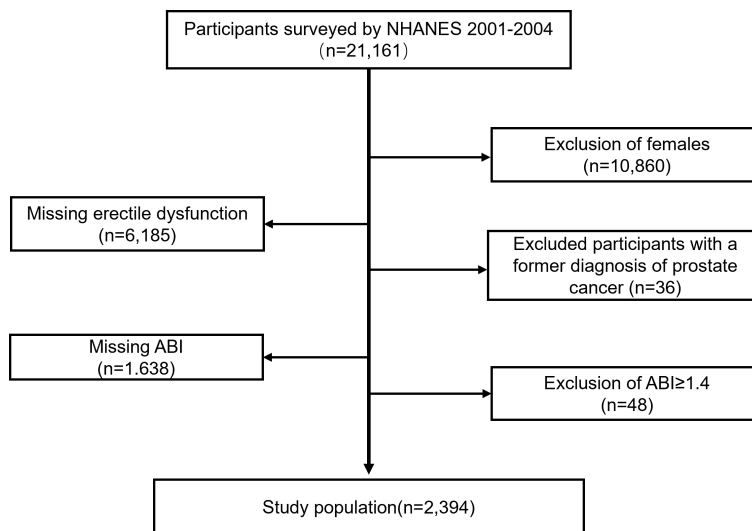 Participants surveyed by NHANES 2001-2004
（n=21,161）
Exclusion of females
(n=10,860)
Missing erectile dysfunction
(n=6,185)
Excluded participants with a
former diagnosis of prostate
cancer (n=36)
Missing ABI
(n=1.638)
Exclusion of ABI≥1.4
(n=48)
Study population(n=2,394)